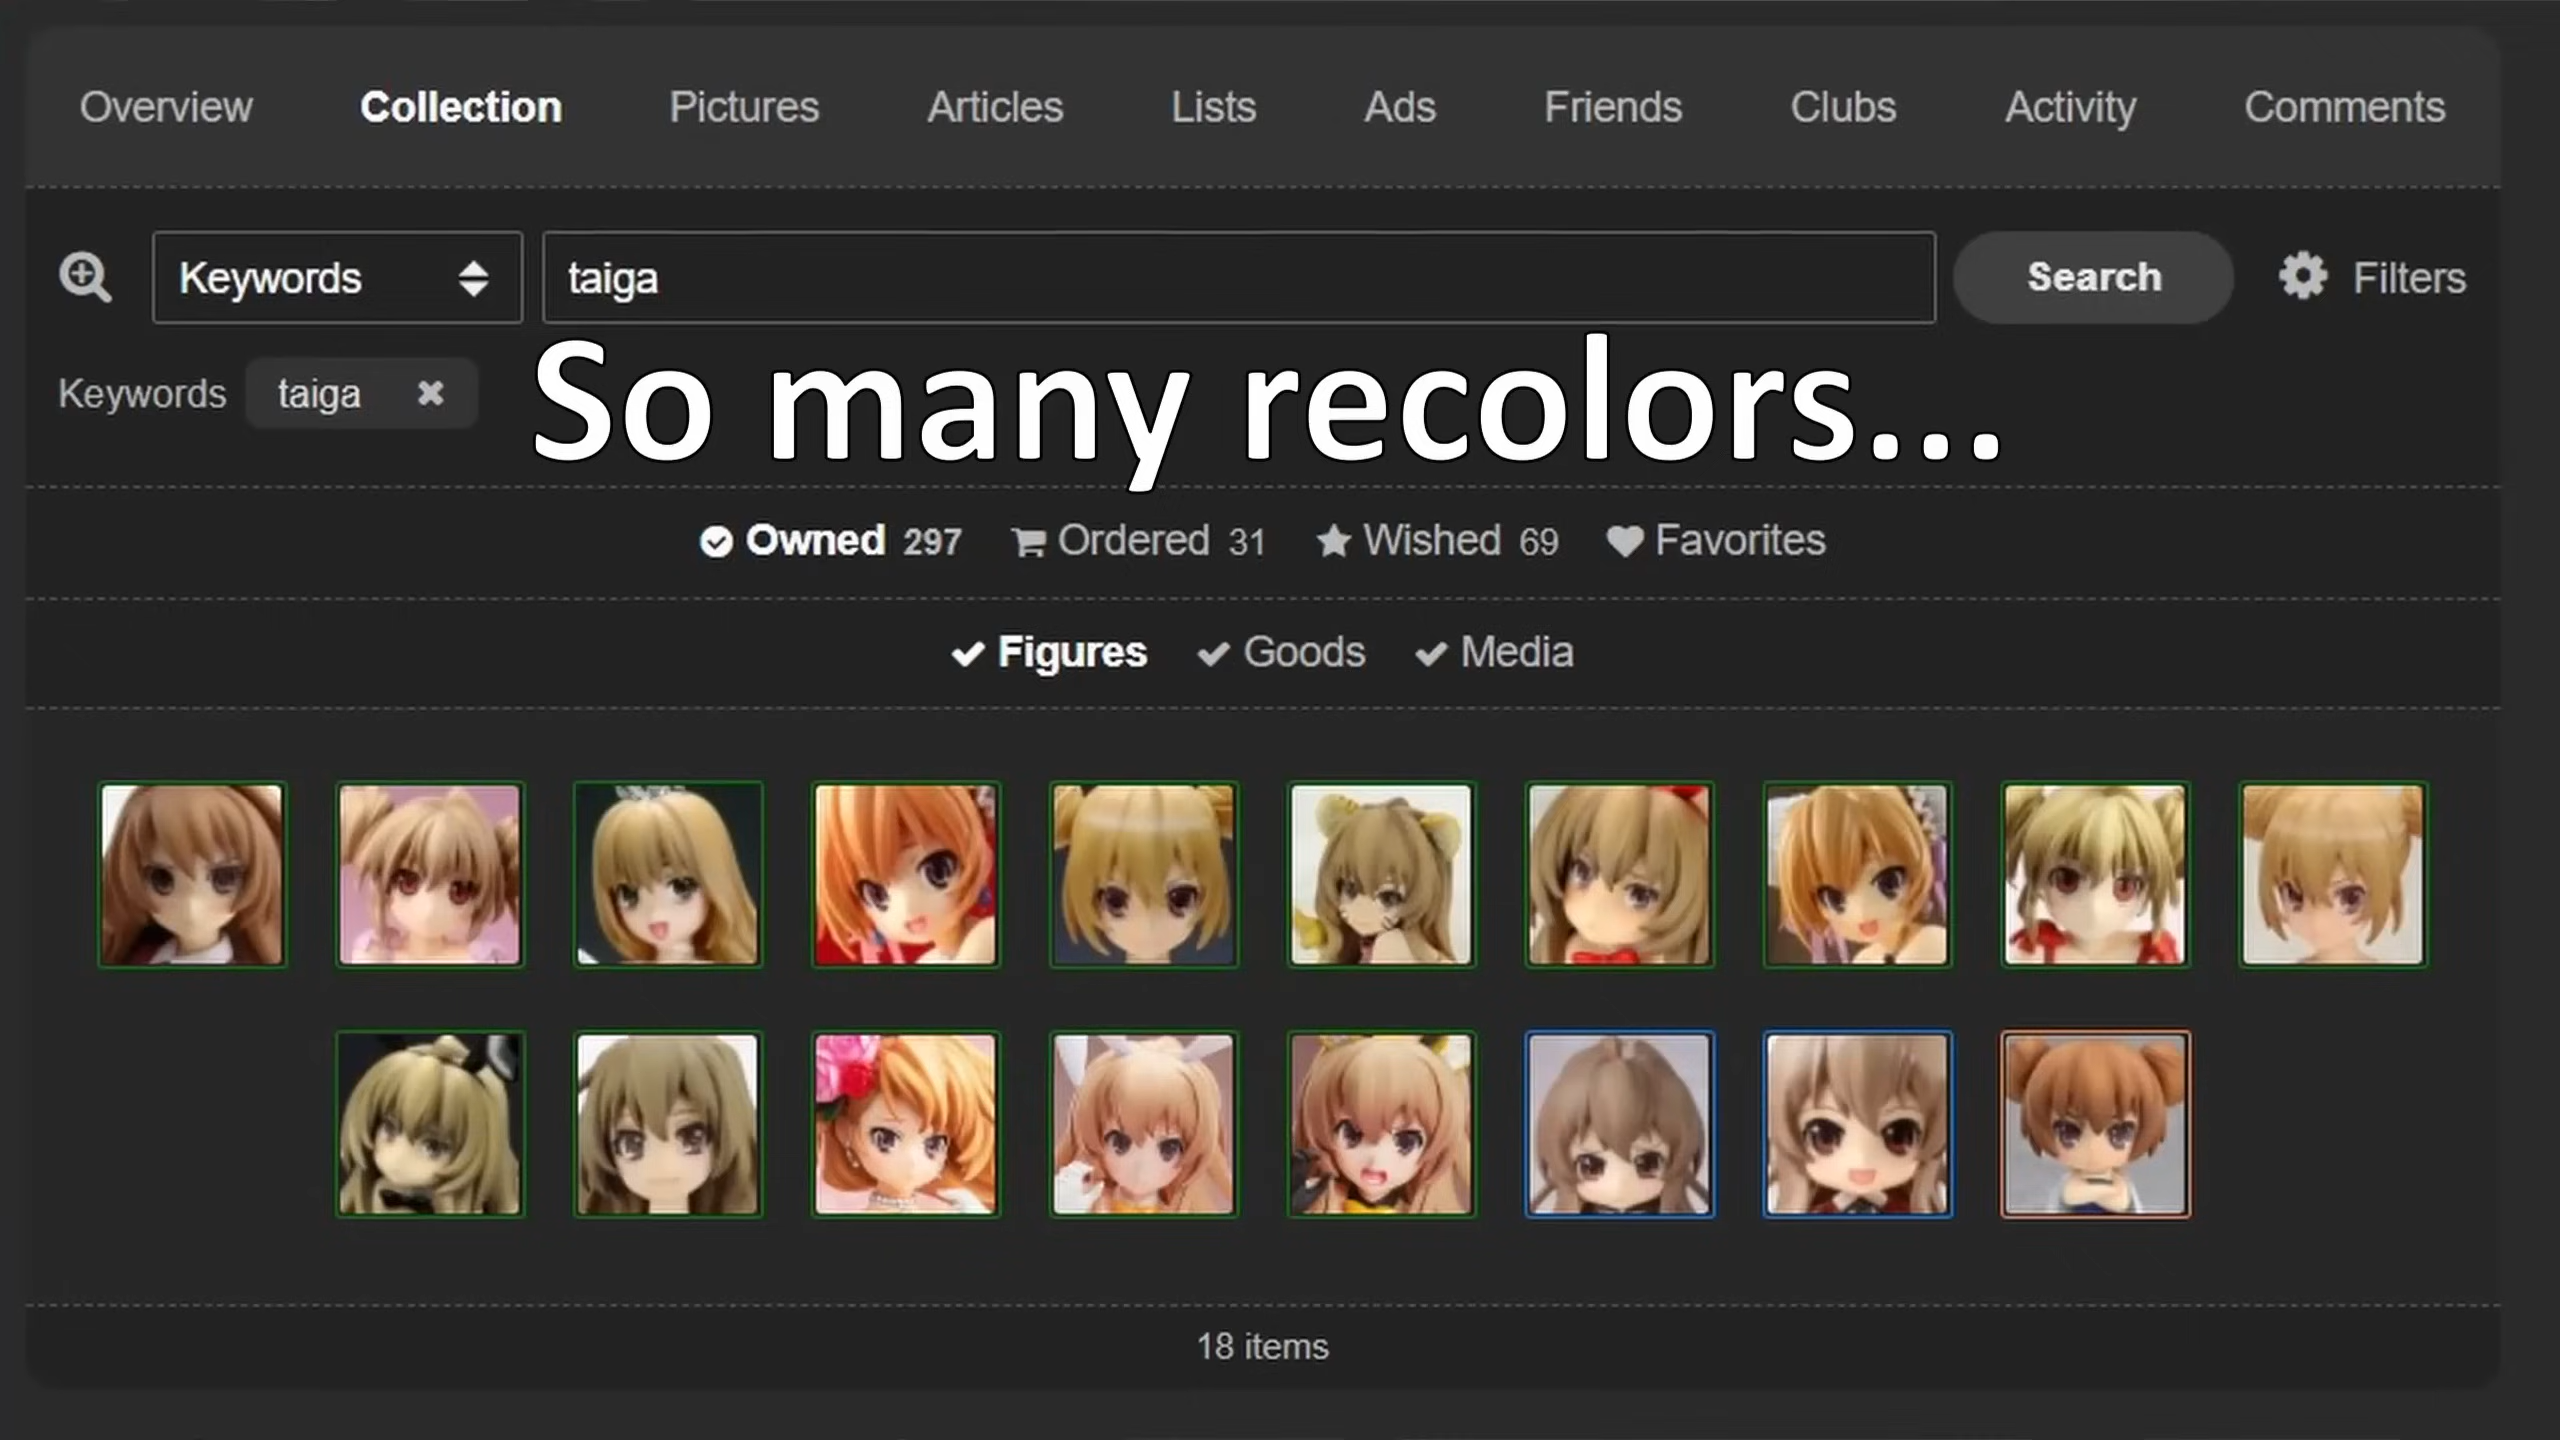 Overview Collection Pictures Articles Lists Ads Friends Clubs Activity Comments
Keywords taiga Search Filters
Keywords taiga
So many recolors...
Owned 297 Ordered 31 Wished 69 Favorites
Figures Goods Media
18 items